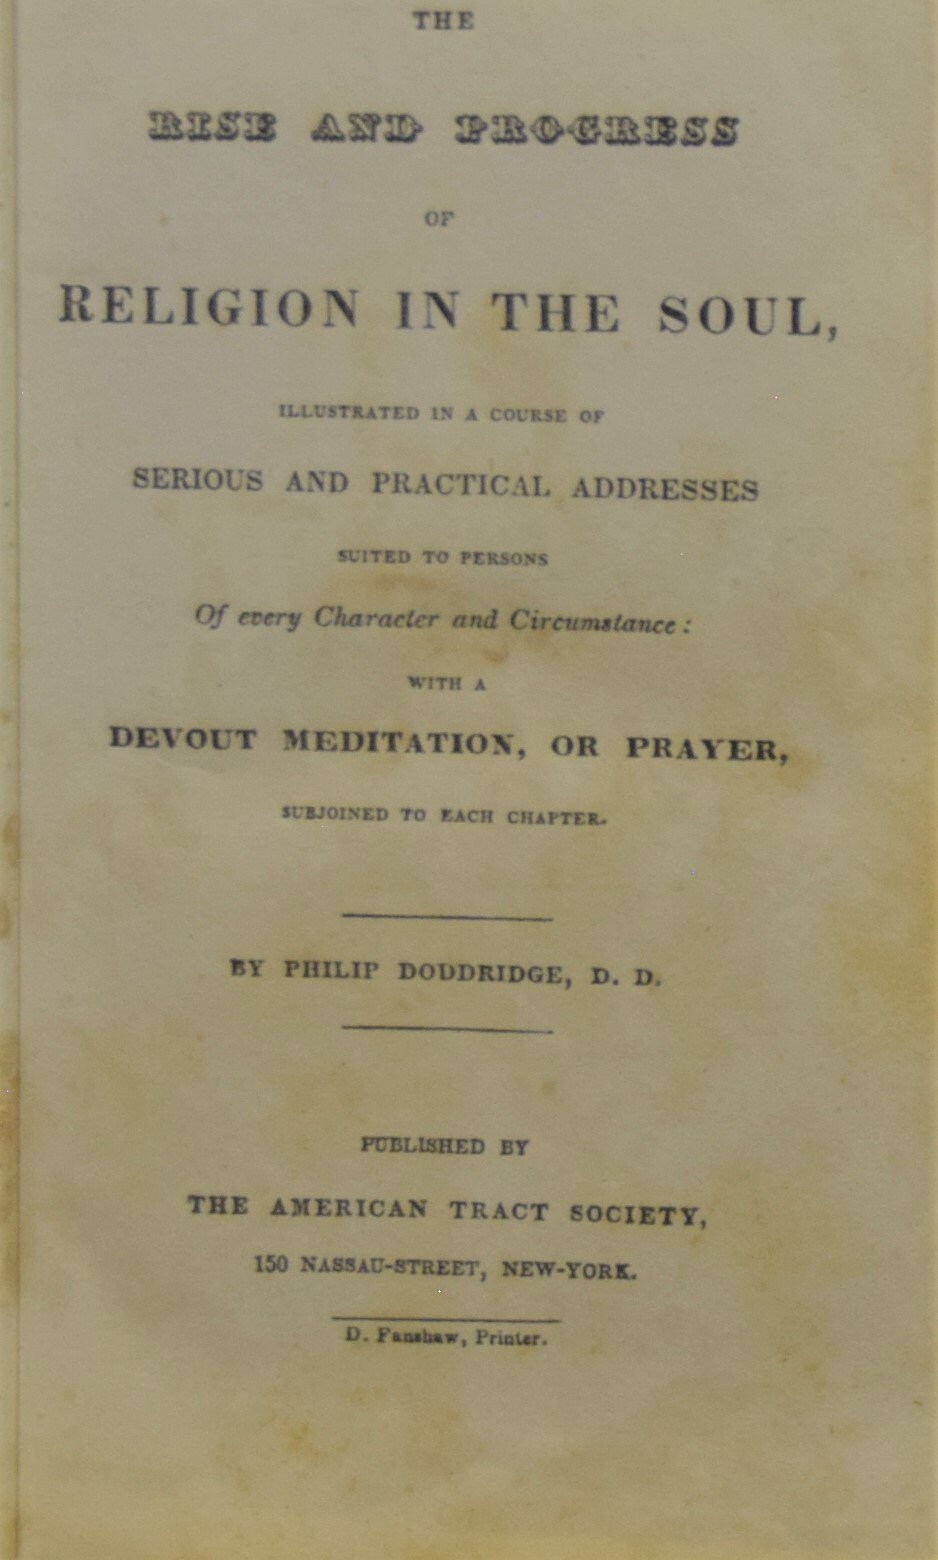 THE
RISE AND PROGRESS
OF
RELIGION IN THE SOUL,
ILLUSTRATED IN A COURSE OF
SERIOUS AND PRACTICAL ADDRESSES
SUITED TO PERSONS
Of every Character and Circumstance:
WITH A
DEVOUT MEDITATION, OR PRAYER,
SUBJOINED TO EACH CHAPTER.
BY PHILIP DODDRIDGE, D. D.
PUBLISHED BY
THE AMERICAN TRACT SOCIETY,
150 NASSAU-STREET, NEW-YORK.
D. Fanshaw, Printer.